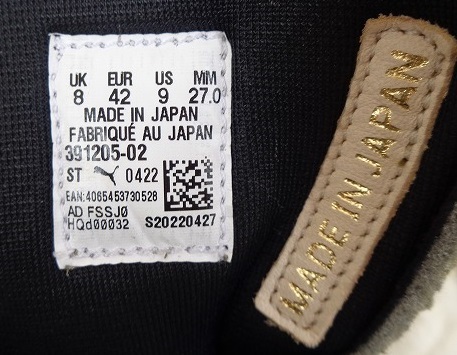 UK EUR US MM
8 42 9 27.0
MADE IN JAPAN
FABRIQUÉ AU JAPAN
391205-02
ST 0422
EAN:4065453730528
AD FSSJ0
HQd00032 S20220427
MADE IN JAPAN